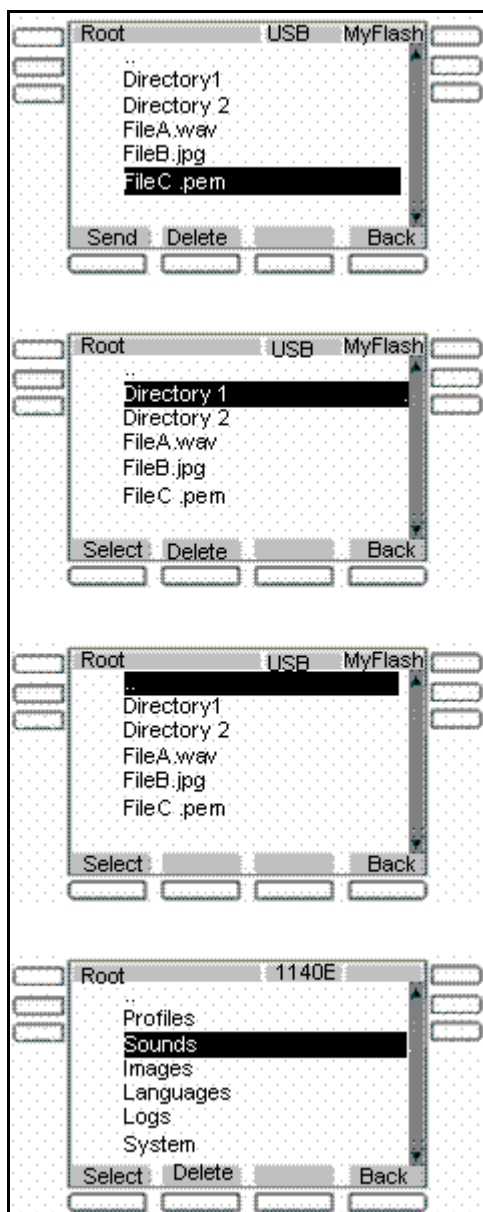 Root USB MyFlash
..
Directory1
Directory 2
FileA.wav
FileB.jpg
FileC .pem
Send Delete Back
Root USB MyFlash
..
Directory 1
Directory 2
FileA.wav
FileB.jpg
FileC .pem
Select Delete Back
Root USB MyFlash
..
Directory1
Directory 2
FileA.wav
FileB.jpg
FileC .pem
Select Back
Root 1140E
..
Profiles
Sounds
Images
Languages
Logs
System
Select Delete Back